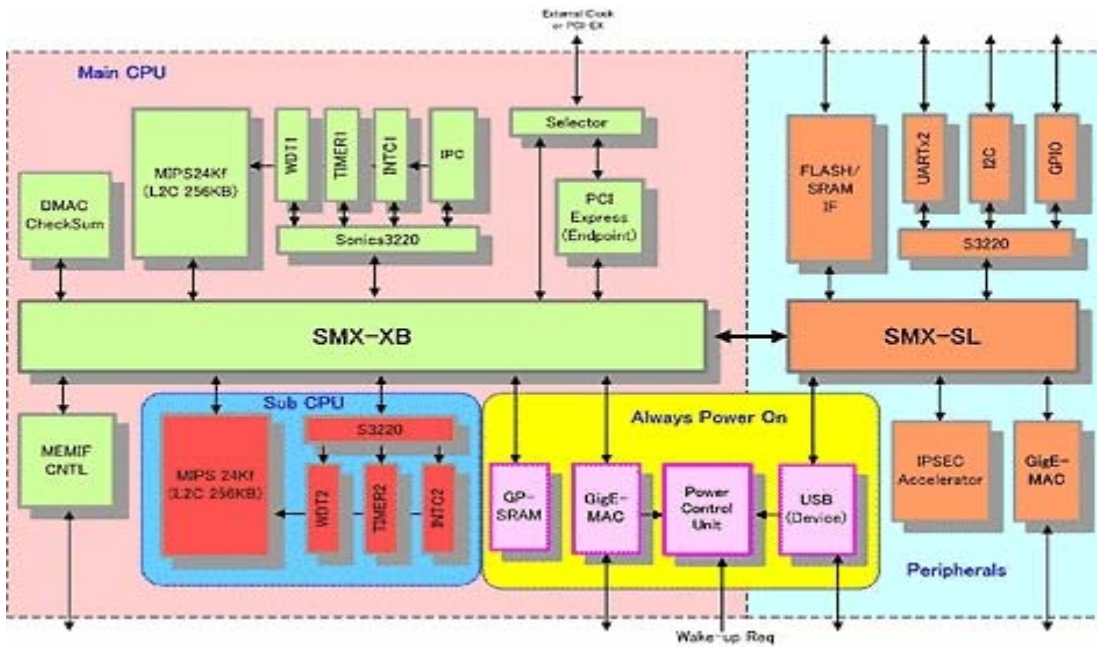 External Clock
or PCI-EX
Main CPU
Selector
MIPS24Kf
(L2C 256KB)
WDT1
TIMER1
INTC1
IPC
DMAC
CheckSum
PCI
Express
(Endpoint)
Sonics3220
FLASH/
SRAM
IF
UARTx2
I2C
GPIO
S3220
SMX-XB
SMX-SL
Sub CPU
Always Power On
S3220
MEMIF
CNTL
MIPS 24Kf
(L2C 256KB)
WDT2
TIMER2
INTC2
GP-
SRAM
GigE-
MAC
Power
Control
Unit
USB
(Device)
IPSEC
Accelerator
GigE-
MAC
Peripherals
Wake-up Req